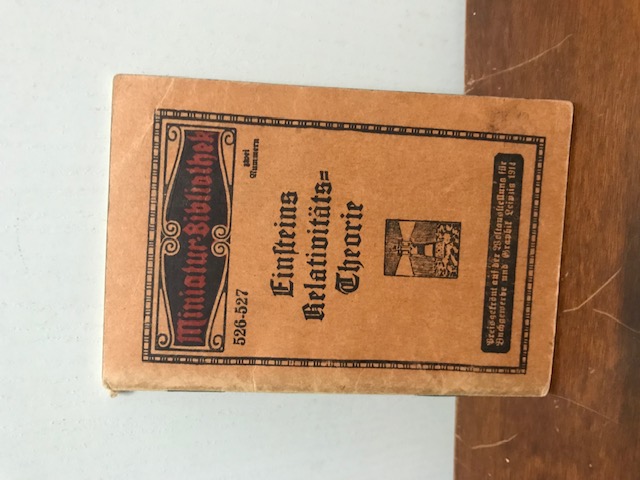 Miniatur-Bibliothek
526-527
zwei
Nummern
Einsteins
Relativitäts=
Theorie
Preisgekrönt auf der Weltausstellung für
Buchgewerbe und Graphik Leipzig 1914